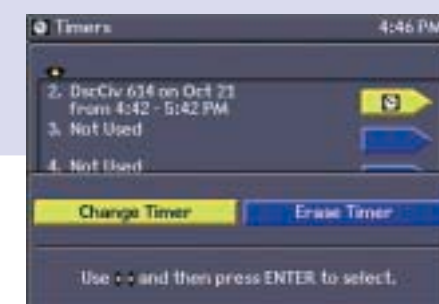 Timers 4:46 PM
2. DscCiv 614 on Oct 21
from 4:42 - 5:42 PM
3. Not Used
4. Not Used
Change Timer Erase Timer
Use and then press ENTER to select.